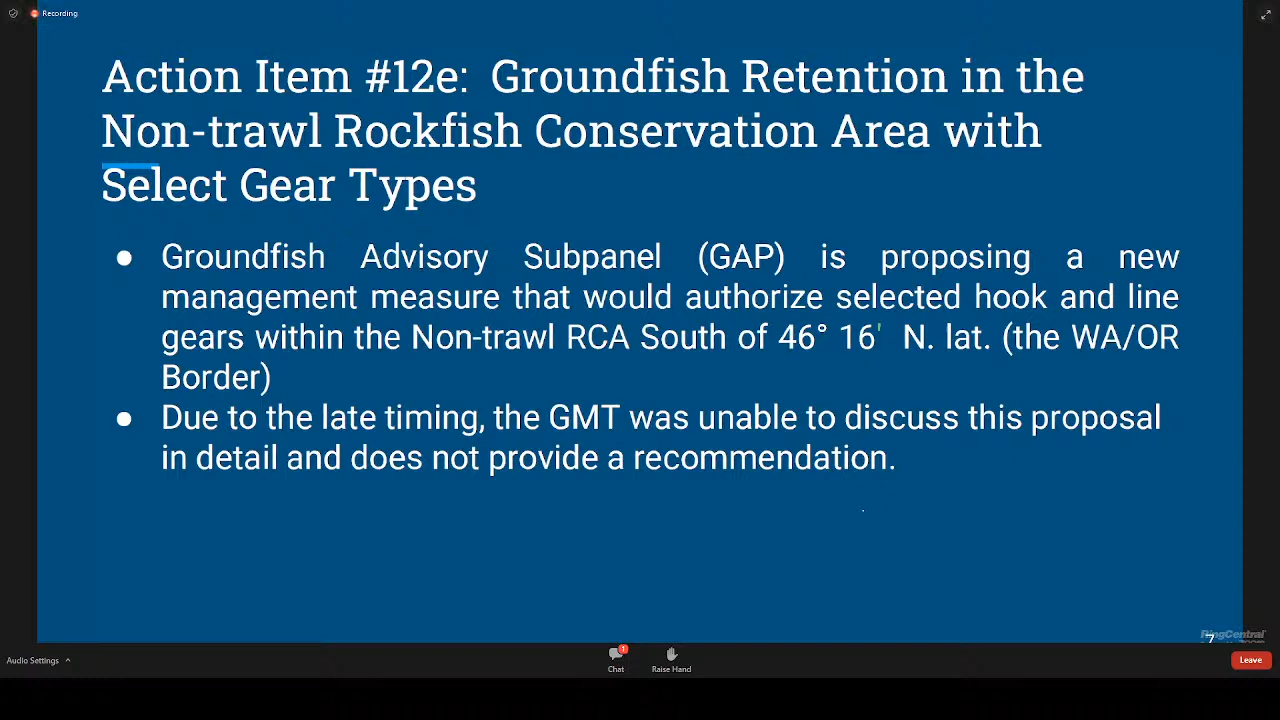 Recording
Action Item #12e: Groundfish Retention in the
Non-trawl Rockfish Conservation Area with
Select Gear Types
● Groundfish Advisory Subpanel (GAP) is proposing a new
management measure that would authorize selected hook and line
gears within the Non-trawl RCA South of 46° 16' N. lat. (the WA/OR
Border)
● Due to the late timing, the GMT was unable to discuss this proposal
in detail and does not provide a recommendation.
RingCentral
7
Audio Settings ^
1
Chat
Raise Hand
Leave